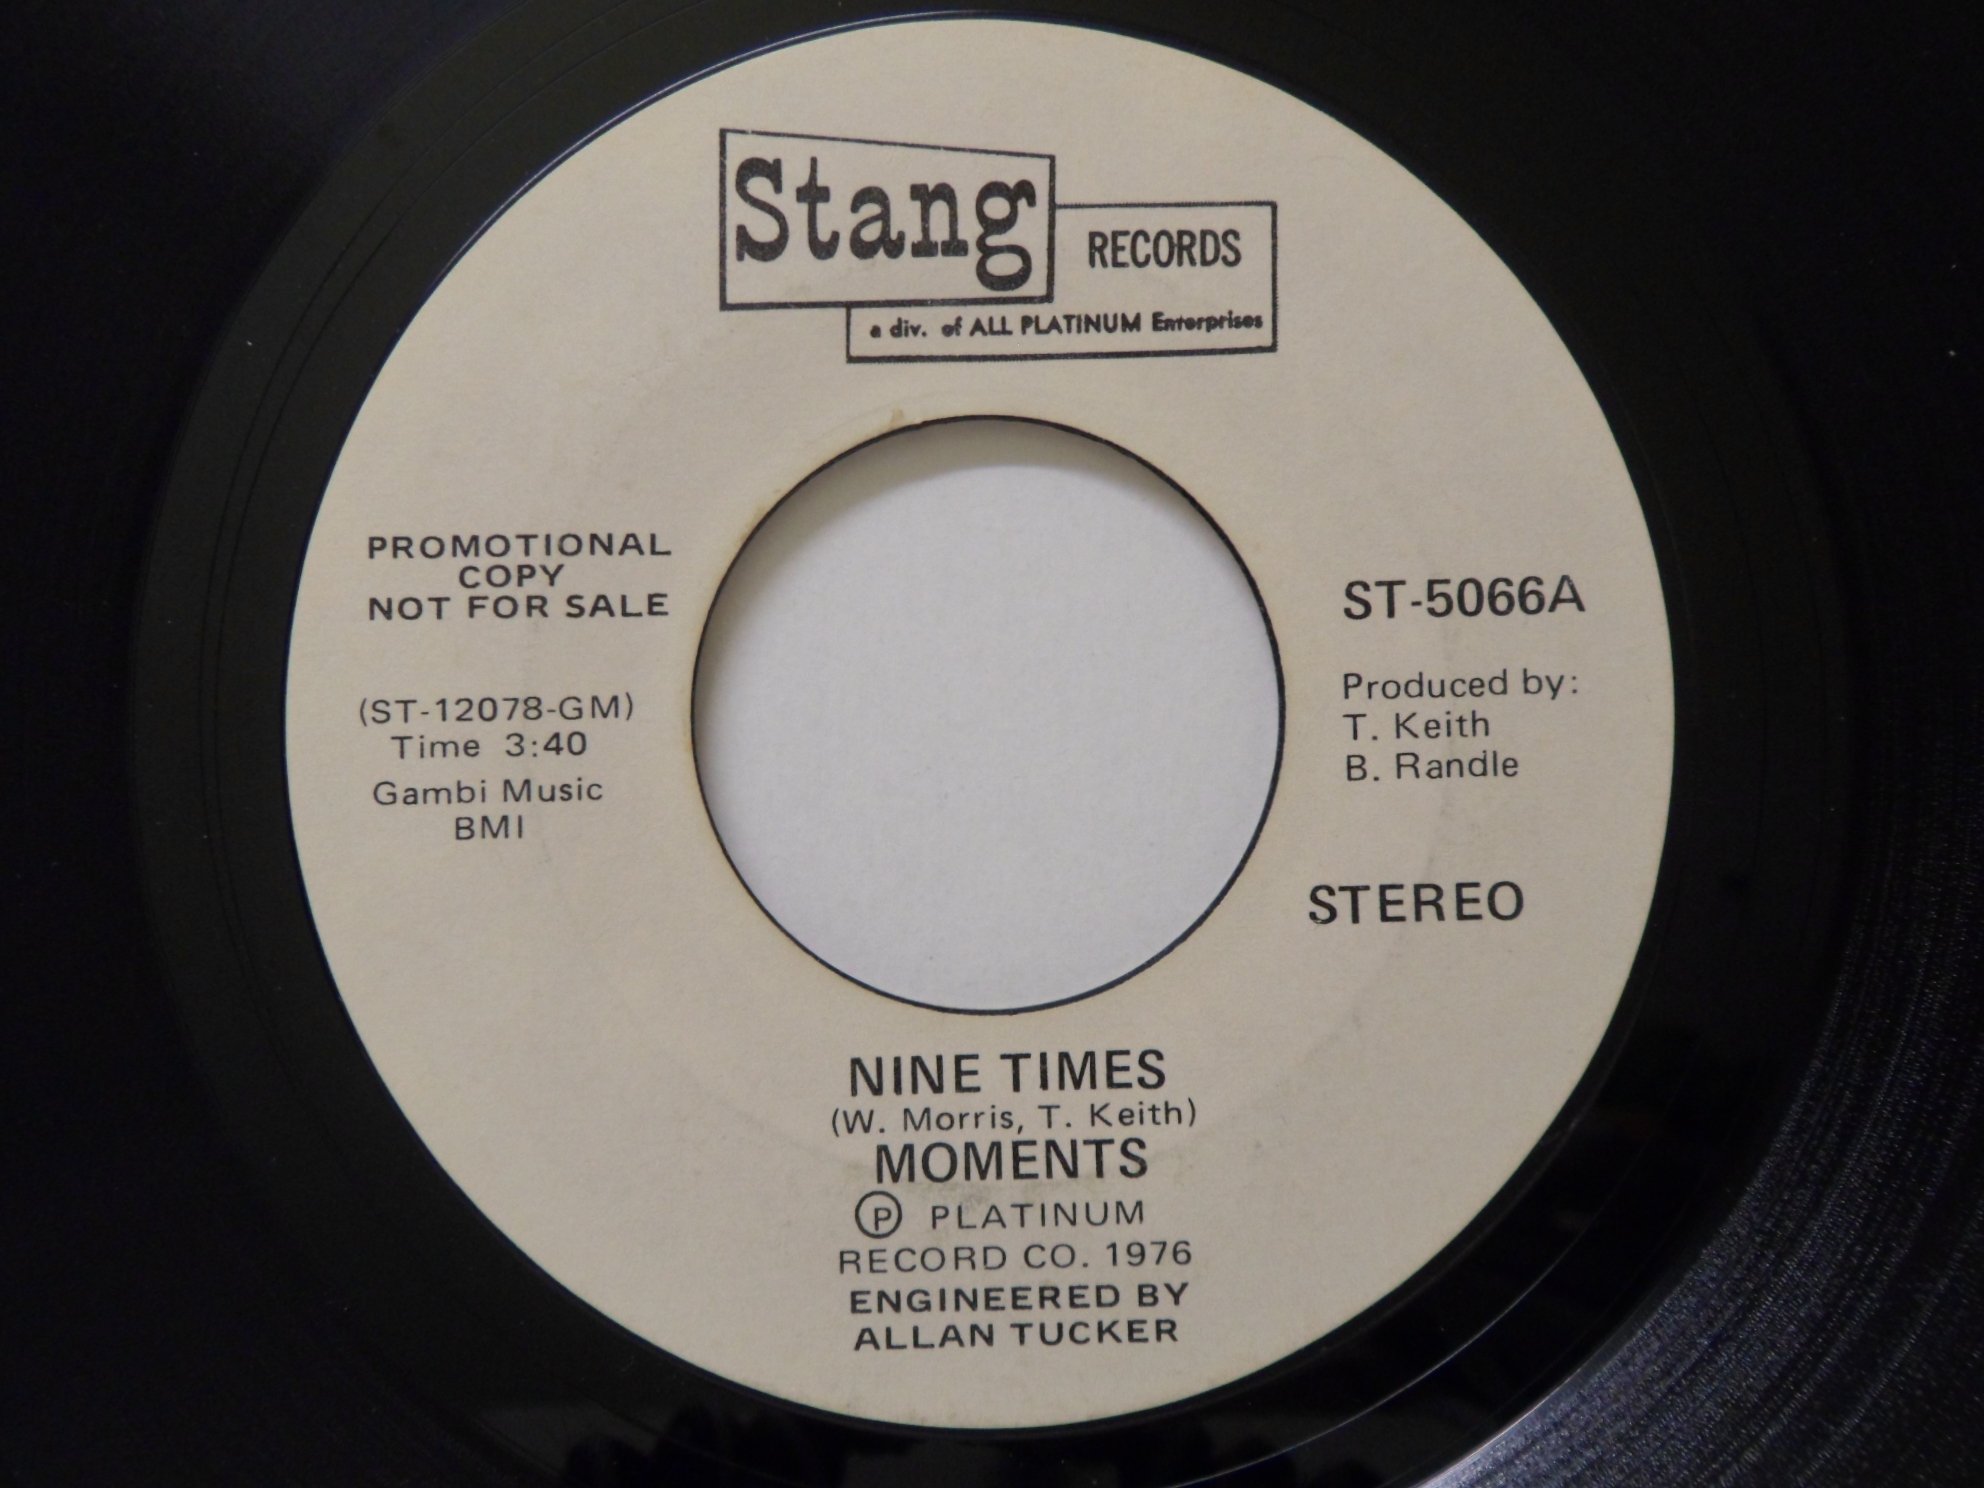 Stang
RECORDS
a div. of ALL PLATINUM Enterprises
PROMOTIONAL
COPY
NOT FOR SALE
(ST-12078-GM)
Time 3:40
Gambi Music
BMI
ST-5066A
Produced by:
T. Keith
B. Randle
STEREO
NINE TIMES
(W. Morris, T. Keith)
MOMENTS
Ⓟ PLATINUM
RECORD CO. 1976
ENGINEERED BY
ALLAN TUCKER